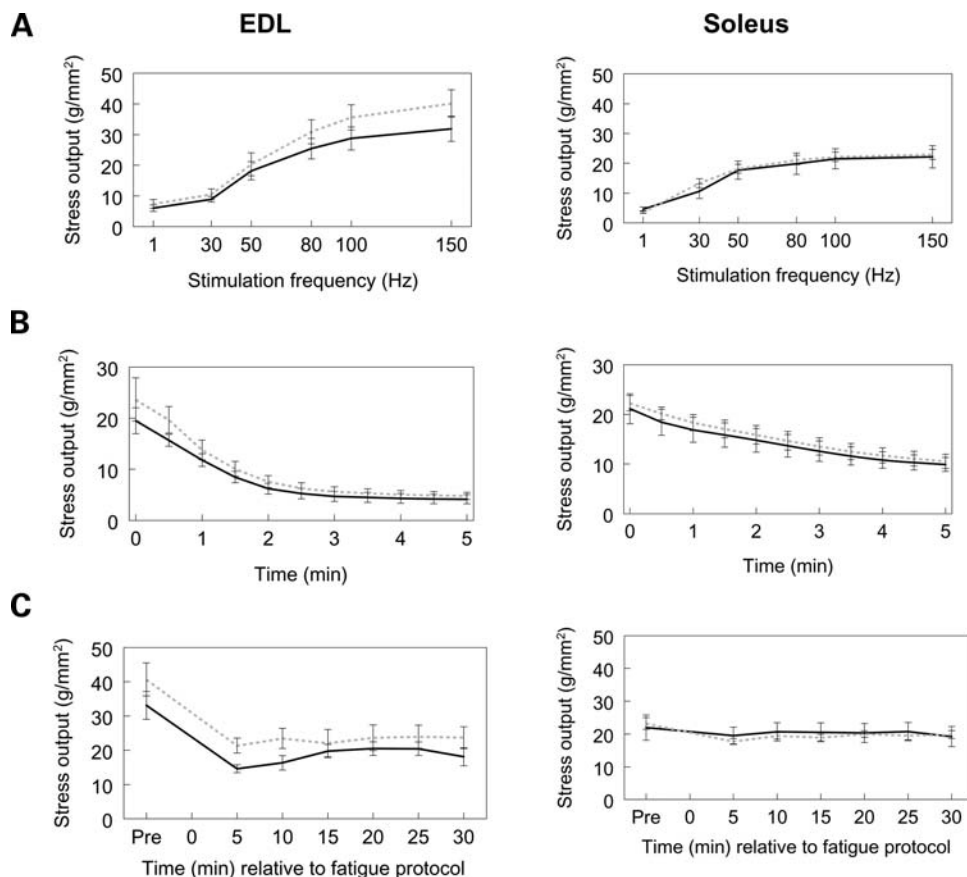 A
EDL
Soleus
Stress output (g/mm²)
50
40
30
20
10
0
1 30 50 80 100 150
Stimulation frequency (Hz)
Stress output (g/mm²)
50
40
30
20
10
0
1 30 50 80 100 150
Stimulation frequency (Hz)
B
Stress output (g/mm²)
30
20
10
0
0 1 2 3 4 5
Time (min)
Stress output (g/mm²)
30
20
10
0
0 1 2 3 4 5
Time (min)
C
Stress output (g/mm²)
50
40
30
20
10
0
Pre 0 5 10 15 20 25 30
Time (min) relative to fatigue protocol
Stress output (g/mm²)
50
40
30
20
10
0
Pre 0 5 10 15 20 25 30
Time (min) relative to fatigue protocol